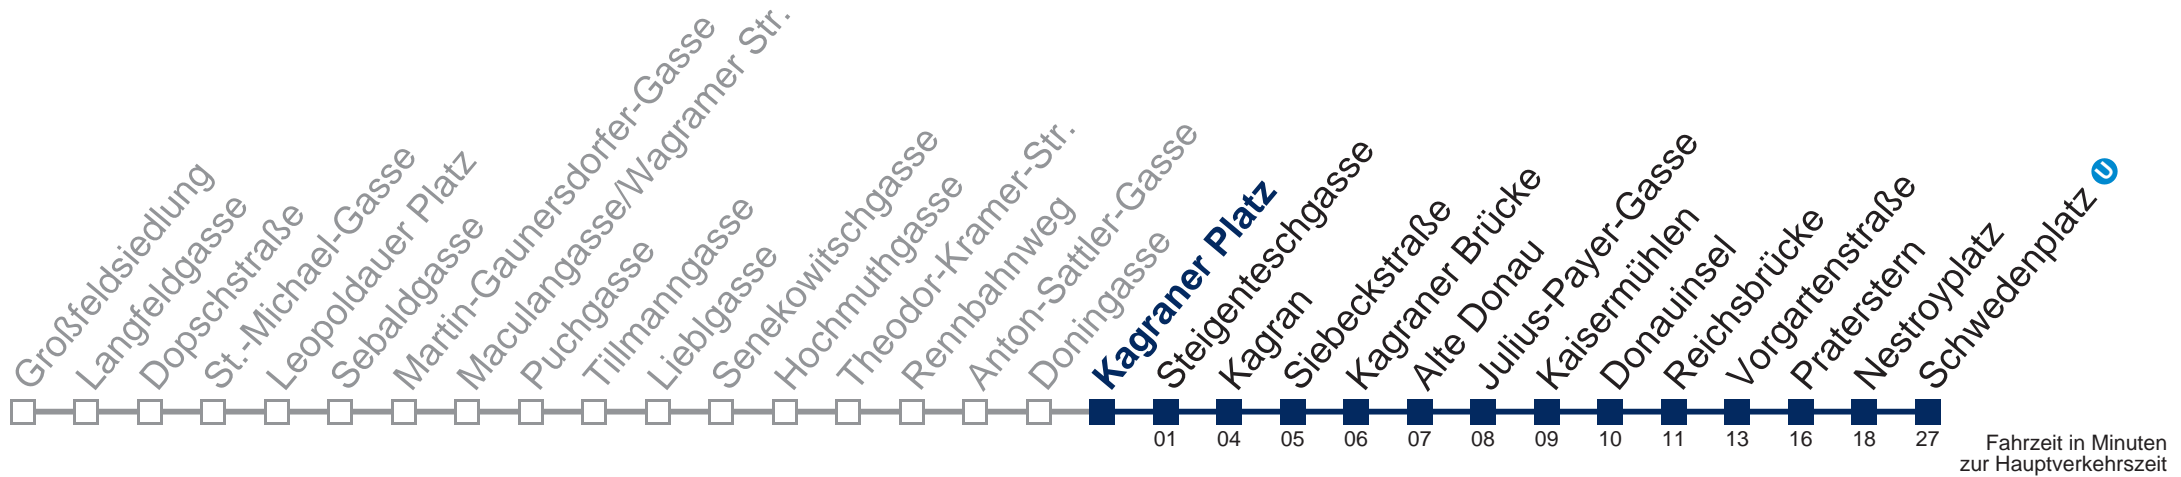 Großfeldsiedlung
Langfeldgasse
Dopschstraße
St.-Michael-Gasse
Leopoldauer Platz
Sebaldgasse
Martin-Gaunersdorfer-Gasse
Maculangasse/Wagramer Str.
Puchgasse
Tillmanngasse
Lieblgasse
Senekowitschgasse
Hochmuthgasse
Theodor-Kramer-Str.
Rennbahnweg
Anton-Sattler-Gasse
Doningasse
Kagraner Platz
Steigenteschgasse
Kagran
Siebeckstraße
Kagraner Brücke
Alte Donau
Julius-Payer-Gasse
Kaisermühlen
Donauinsel
Reichsbrücke
Vorgartenstraße
Praterstern
Nestroyplatz
Schwedenplatz U
01 04 05 06 07 08 09 10 11 13 16 18 27
Fahrzeit in Minuten
zur Hauptverkehrszeit